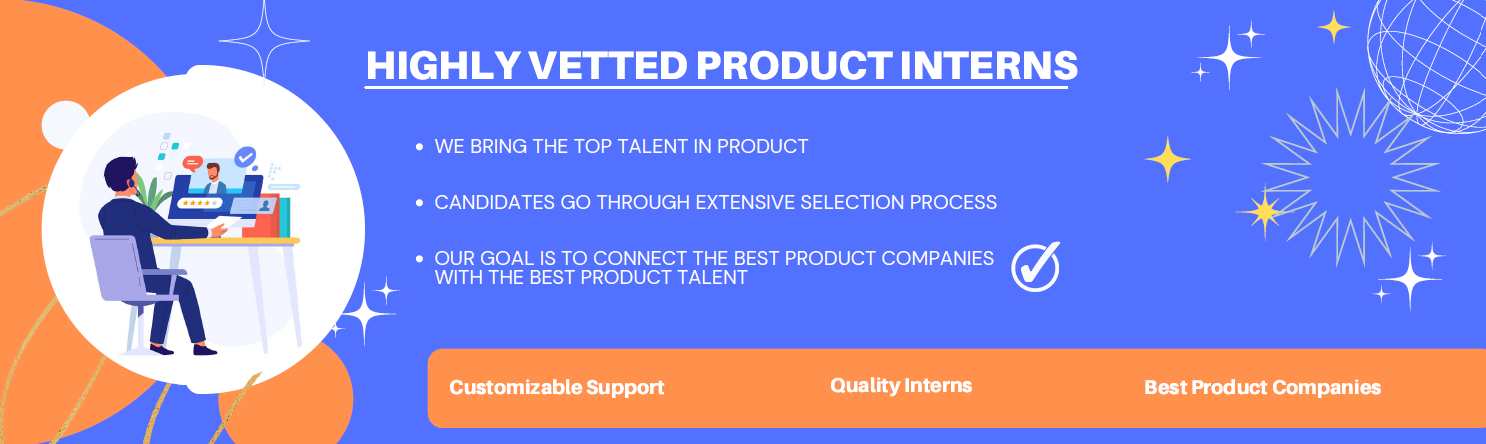 HIGHLY VETTED PRODUCT INTERNS
• WE BRING THE TOP TALENT IN PRODUCT
• CANDIDATES GO THROUGH EXTENSIVE SELECTION PROCESS
• OUR GOAL IS TO CONNECT THE BEST PRODUCT COMPANIES
WITH THE BEST PRODUCT TALENT
Customizable Support
Quality Interns
Best Product Companies